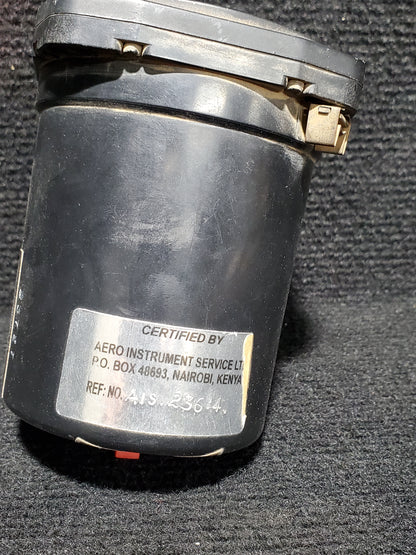 CERTIFIED BY
AERO INSTRUMENT SERVICE LT
P.O. BOX 48693, NAIROBI, KENYA
REF: NO. AIS. 23614.